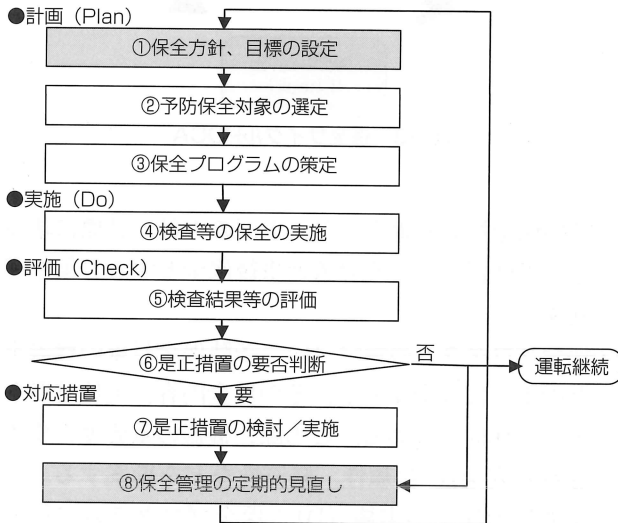 ●計画（Plan）
①保全方針、目標の設定
②予防保全対象の選定
③保全プログラムの策定
●実施（Do）
④検査等の保全の実施
●評価（Check）
⑤検査結果等の評価
⑥是正措置の要否判断
否
運転継続
●対応措置
要
⑦是正措置の検討／実施
⑧保全管理の定期的見直し